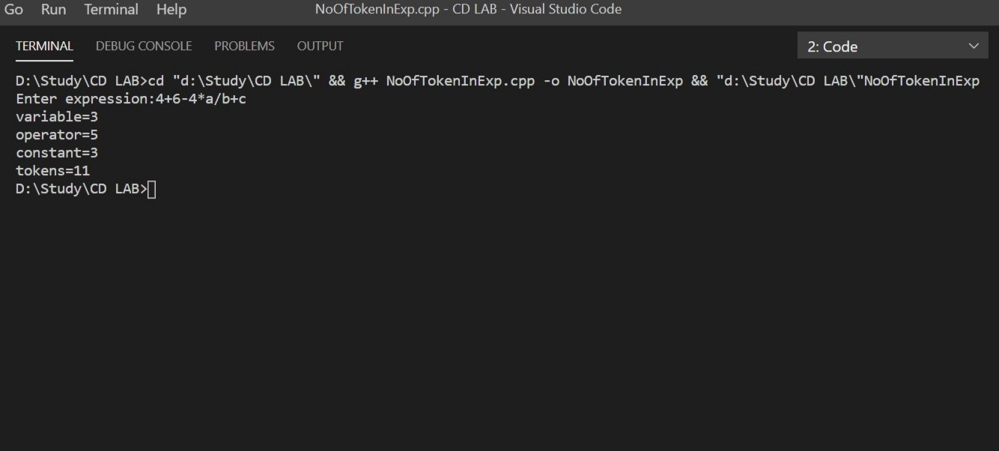 Go Run Terminal Help NoOfTokenInExp.cpp - CD LAB - Visual Studio Code
TERMINAL DEBUG CONSOLE PROBLEMS OUTPUT 2: Code
D:\Study\CD LAB>cd "d:\Study\CD LAB\" && g++ NoOfTokenInExp.cpp -o NoOfTokenInExp && "d:\Study\CD LAB\"NoOfTokenInExp
Enter expression:4+6-4*a/b+c
variable=3
operator=5
constant=3
tokens=11
D:\Study\CD LAB>